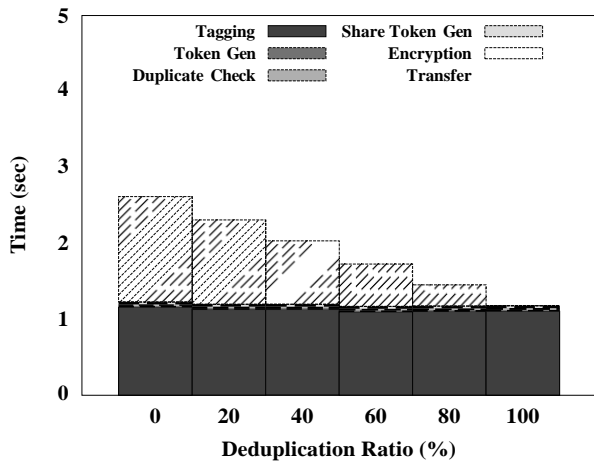 5
Tagging
Share Token Gen
Token Gen
Encryption
Duplicate Check
Transfer
4
3
2
1
0
Time (sec)
0 20 40 60 80 100
Deduplication Ratio (%)